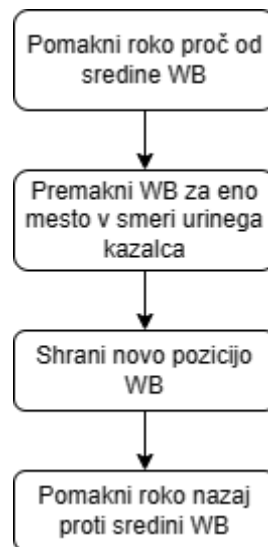 Pomakni roko proč od
sredine WB
Premakni WB za eno
mesto v smeri urinega
kazalca
Shrani novo pozicijo
WB
Pomakni roko nazaj
proti sredini WB